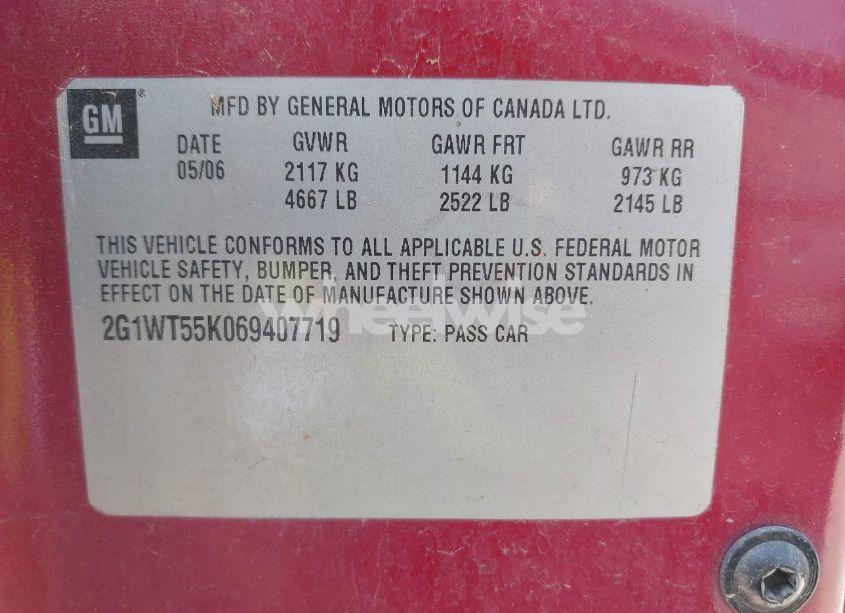 GM ®
MFD BY GENERAL MOTORS OF CANADA LTD.
DATE GVWR GAWR FRT GAWR RR
05/06 2117 KG 1144 KG 973 KG
4667 LB 2522 LB 2145 LB
THIS VEHICLE CONFORMS TO ALL APPLICABLE U.S. FEDERAL MOTOR
VEHICLE SAFETY, BUMPER, AND THEFT PREVENTION STANDARDS IN
EFFECT ON THE DATE OF MANUFACTURE SHOWN ABOVE.
wheelwise
2G1WT55K069407719 TYPE: PASS CAR